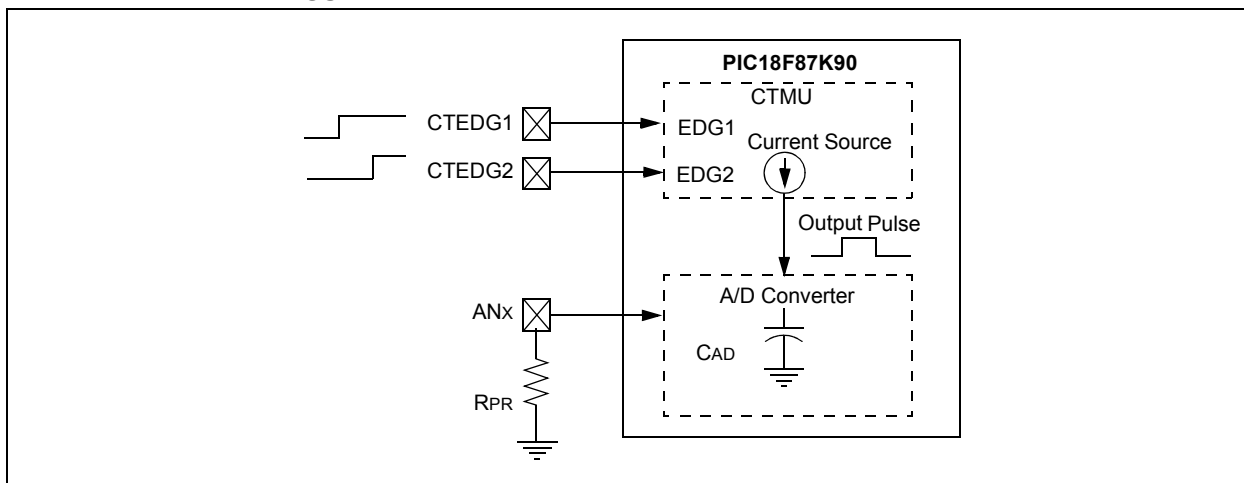 PIC18F87K90
CTMU
CTEDG1
EDG1
Current Source
CTEDG2
EDG2
Output Pulse
A/D Converter
ANX
CAD
RPR